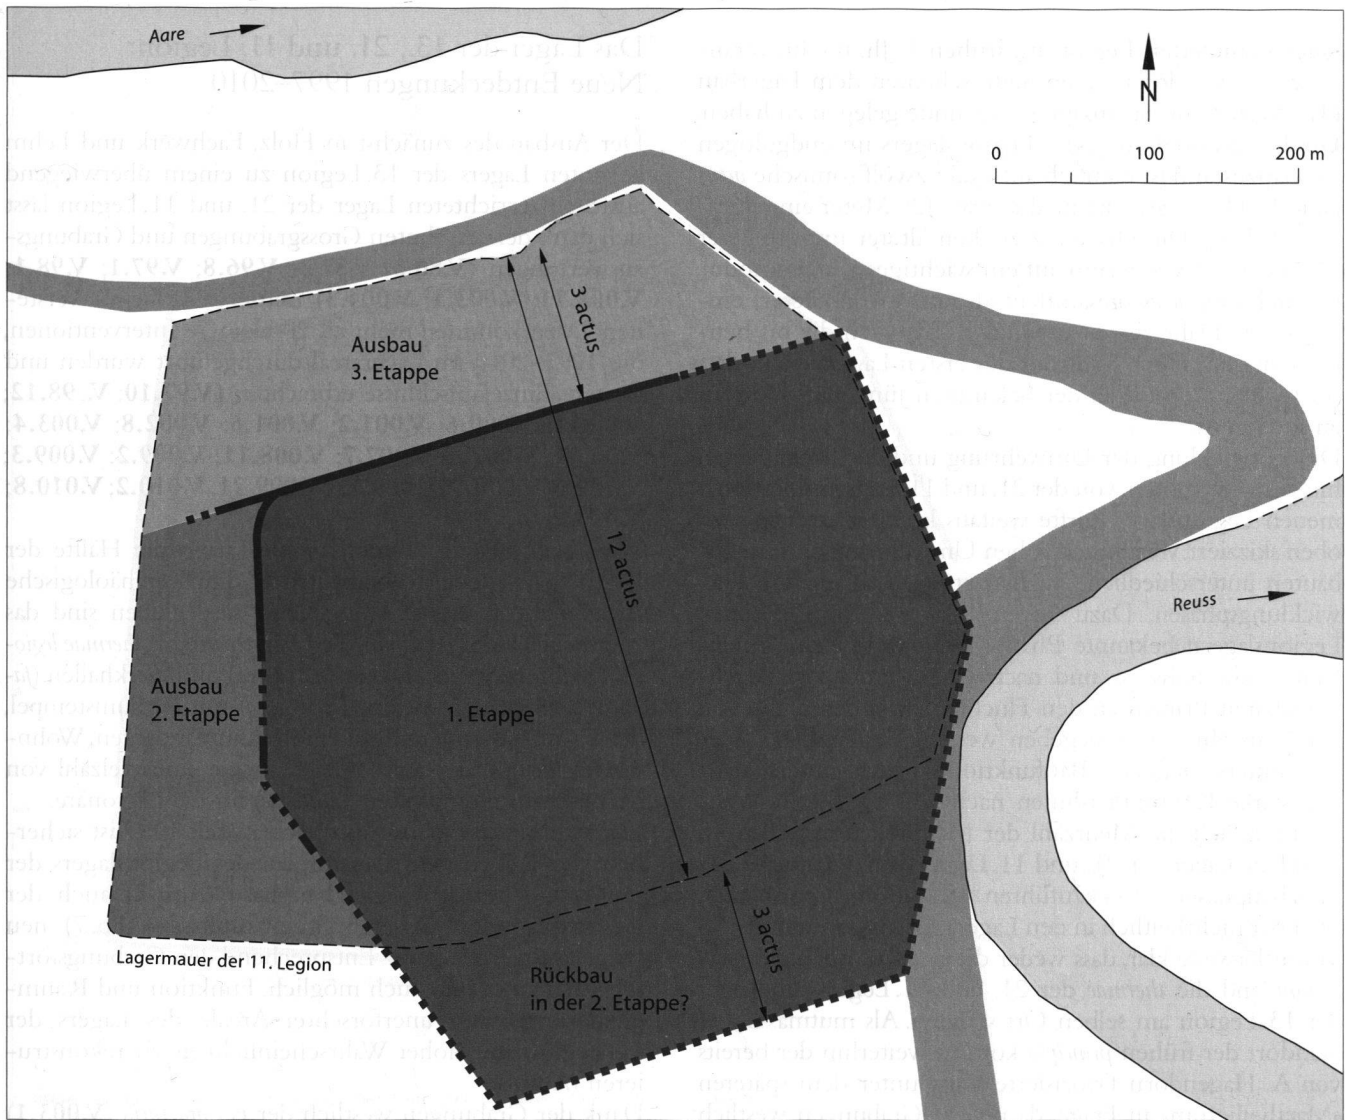 Aare
N
0 100 200 m
3 actus
Ausbau
3. Etappe
12 actus
Reuss
Ausbau
2. Etappe
1. Etappe
Lagermauer der 11. Legion
3 actus
Rückbau
in der 2. Etappe?